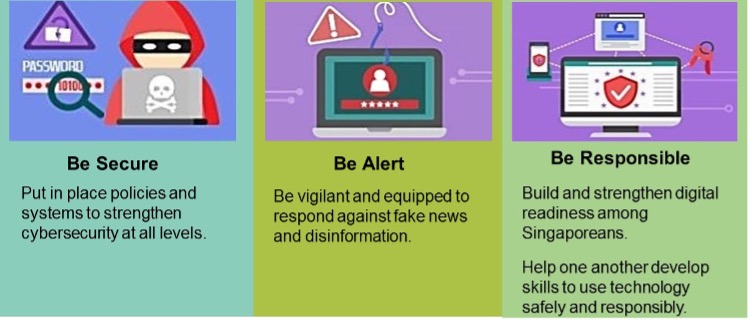 PASSWORD
10100
Be Secure
Put in place policies and
systems to strengthen
cybersecurity at all levels.
Be Alert
Be vigilant and equipped to
respond against fake news
and disinformation.
Be Responsible
Build and strengthen digital
readiness among
Singaporeans.
Help one another develop
skills to use technology
safely and responsibly.